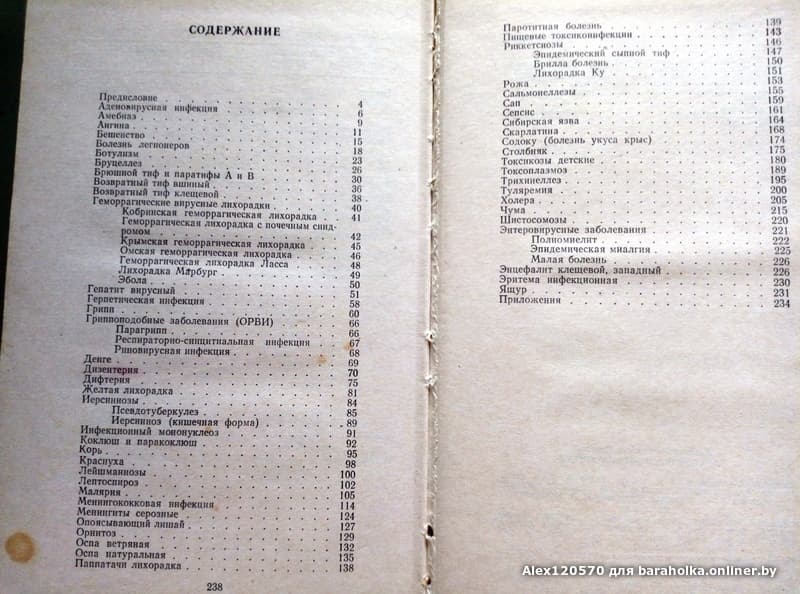 СОДЕРЖАНИЕ
Предисловие 4
Аденовирусная инфекция 6
Амебиаз 9
Ангина 11
Бешенство 15
Болезнь легионеров 18
Ботулизм 23
Бруцеллез 26
Брюшной тиф и паратифы А и В 30
Возвратный тиф вшиный 36
Возвратный тиф клещевой 38
Геморрагические вирусные лихорадки 40
Кобринская геморрагическая лихорадка 41
Геморрагическая лихорадка с почечным синд-
ромом 42
Крымская геморрагическая лихорадка 45
Омская геморрагическая лихорадка 46
Геморрагическая лихорадка Ласса 48
Лихорадка Марбург 49
Эбола 50
Гепатит вирусный 51
Герпетическая инфекция 58
Грипп 60
Гриппоподобные заболевания (ОРВИ) 66
Парагрипп 66
Респираторно-синцитиальная инфекция 67
Риновирусная инфекция 68
Денге 69
Дизентерия 70
Дифтерия 75
Желтая лихорадка 81
Иерсиниозы 84
Псевдотуберкулез 85
Иерсиниоз (кишечная форма) 89
Инфекционный мононуклеоз 91
Коклюш и паракоклюш 92
Корь 95
Краснуха 98
Лейшманиозы 100
Лептоспироз 102
Малярия 105
Менингококковая инфекция 114
Менингиты серозные 124
Опоясывающий лишай 127
Орнитоз 129
Оспа ветряная 132
Оспа натуральная 135
Паппатачи лихорадка 138
238
Паротитная болезнь 139
Пищевые токсикоинфекции 143
Риккетсиозы 146
Эпидемический сыпной тиф 147
Брилла болезнь 150
Лихорадка Ку 151
Рожа 153
Сальмонеллезы 155
Сап 159
Сепсис 161
Сибирская язва 164
Скарлатина 168
Содоку (болезнь укуса крыс) 174
Столбняк 175
Токсикозы детские 180
Токсоплазмоз 189
Трихинеллез 195
Туляремия 200
Холера 205
Чума 215
Шистосомозы 220
Энтеровирусные заболевания 221
Полиомиелит 222
Эпидемическая миалгия 225
Малая болезнь 226
Энцефалит клещевой, западный 226
Эритема инфекционная 230
Ящур 231
Приложения 234
Alex120570 для baraholka.onliner.by